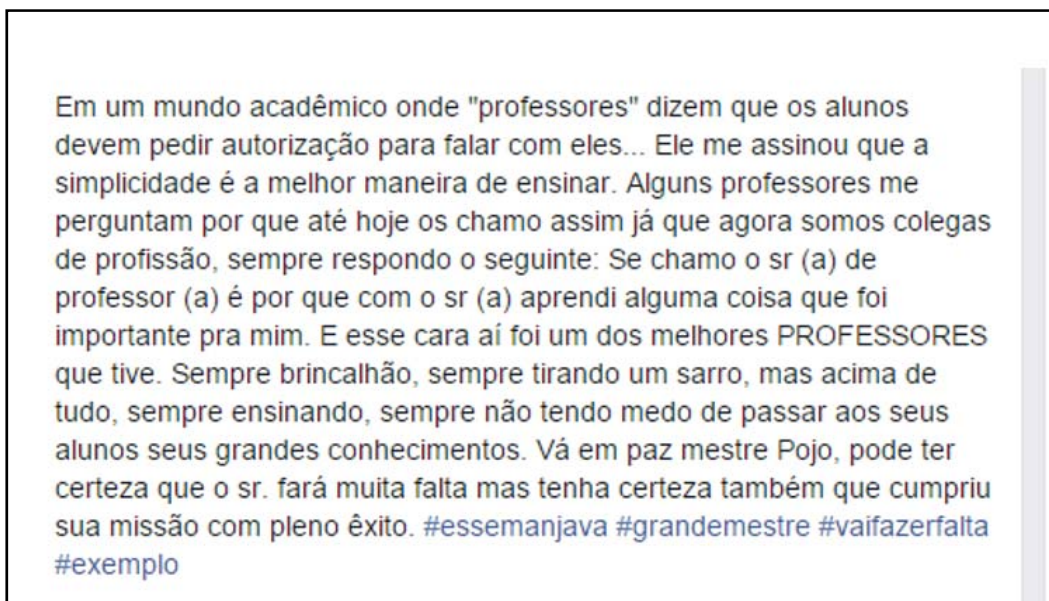 Em um mundo acadêmico onde "professores" dizem que os alunos
devem pedir autorização para falar com eles... Ele me assinou que a
simplicidade é a melhor maneira de ensinar. Alguns professores me
perguntam por que até hoje os chamo assim já que agora somos colegas
de profissão, sempre respondo o seguinte: Se chamo o sr (a) de
professor (a) é por que com o sr (a) aprendi alguma coisa que foi
importante pra mim. E esse cara aí foi um dos melhores PROFESSORES
que tive. Sempre brincalhão, sempre tirando um sarro, mas acima de
tudo, sempre ensinando, sempre não tendo medo de passar aos seus
alunos seus grandes conhecimentos. Vá em paz mestre Pojo, pode ter
certeza que o sr. fará muita falta mas tenha certeza também que cumpriu
sua missão com pleno êxito. #essemanjava #grandemestre #vaifazerfalta
#exemplo